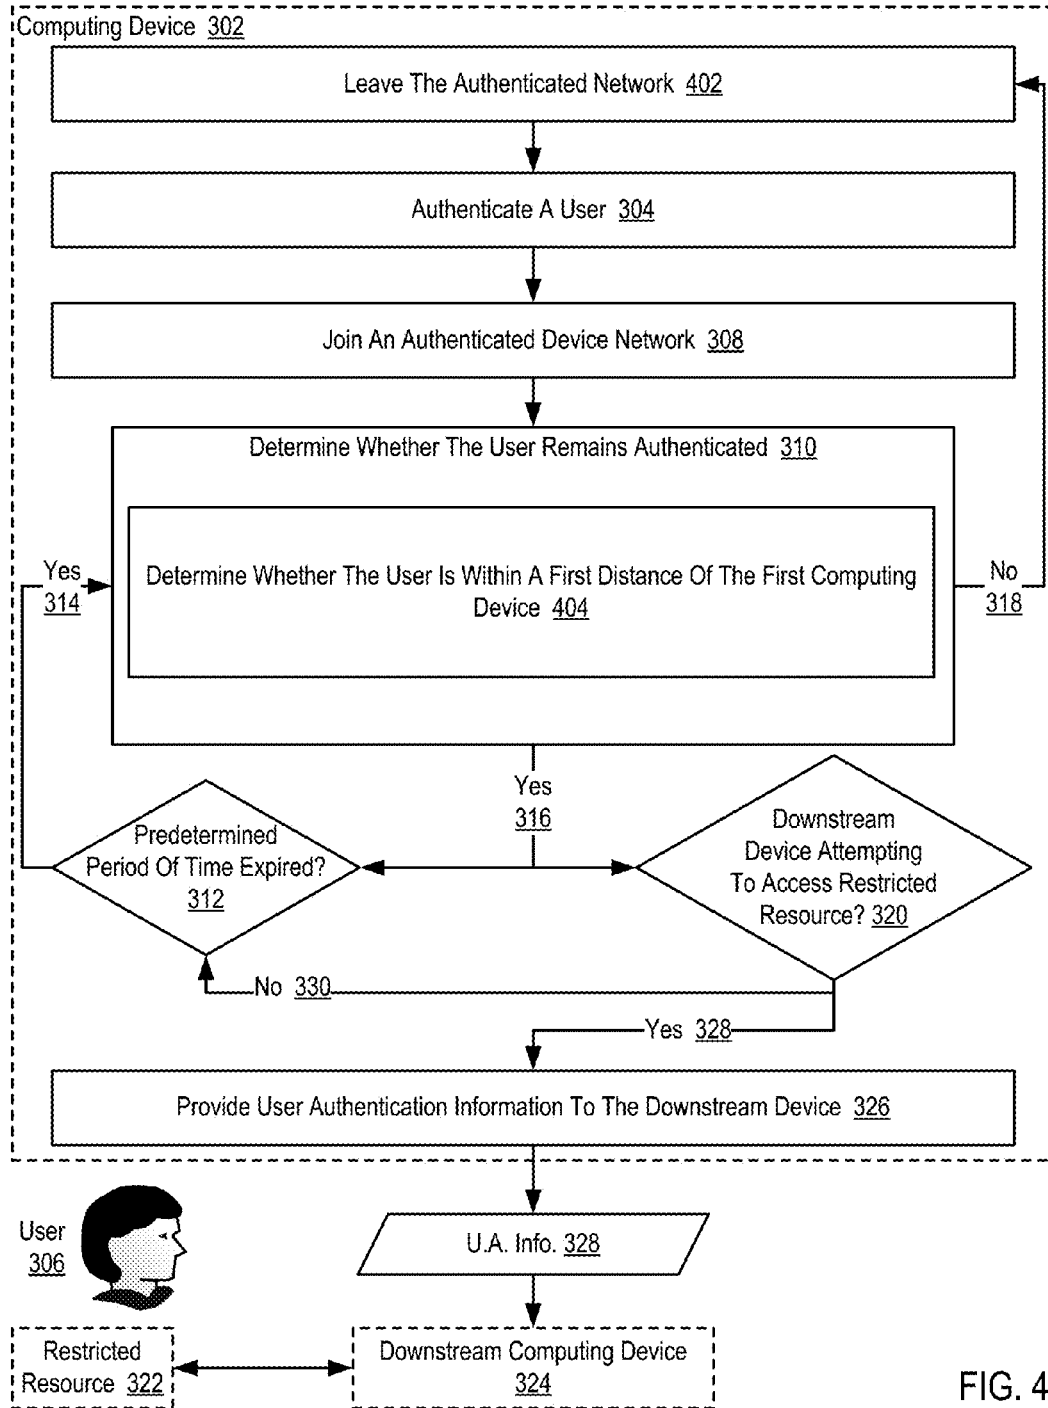 Computing Device 302
Leave The Authenticated Network 402
Authenticate A User 304
Join An Authenticated Device Network 308
Determine Whether The User Remains Authenticated 310
Determine Whether The User Is Within A First Distance Of The First Computing
Device 404
Yes
314
No
318
Yes
316
Predetermined
Period Of Time Expired?
312
Downstream
Device Attempting
To Access Restricted
Resource? 320
No 330
Yes 328
Provide User Authentication Information To The Downstream Device 326
User
306
U.A. Info. 328
Restricted
Resource 322
Downstream Computing Device
324
FIG. 4